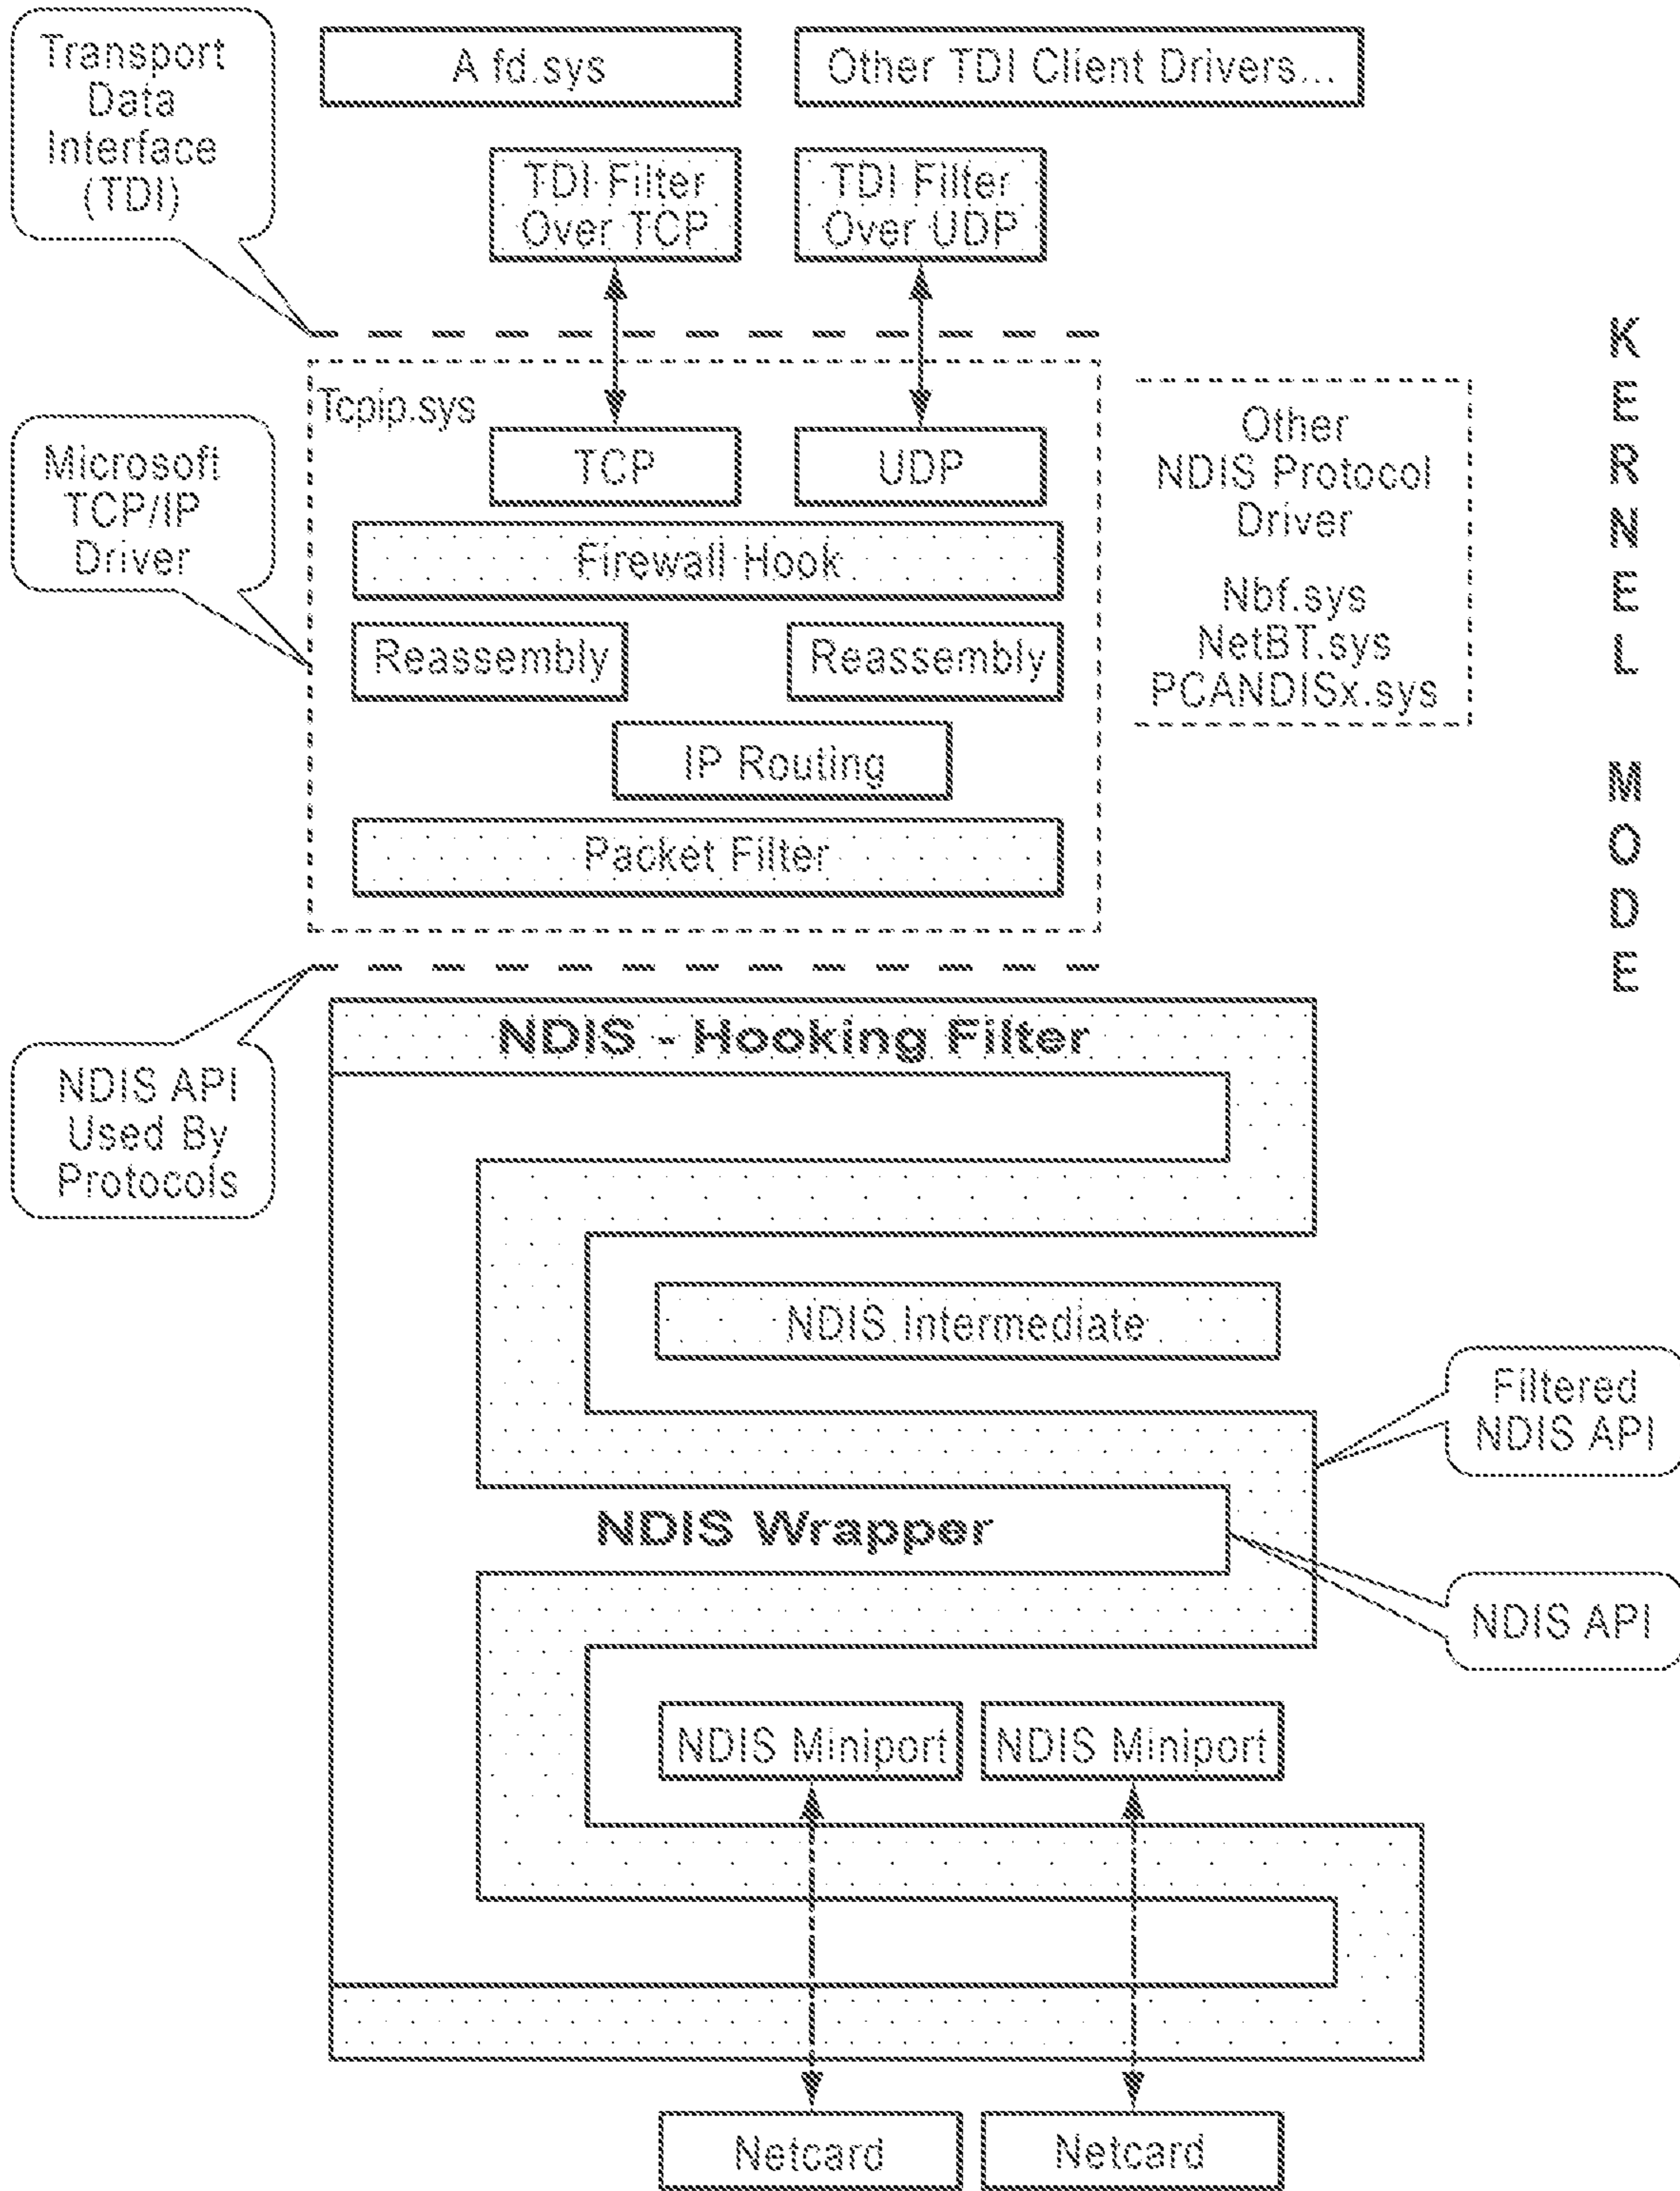 Transport
Data
Interface
(TDI)
A fd.sys
Other TDI Client Drivers...
TDI Filter
Over TCP
TDI Filter
Over UDP
Tcpip.sys
Microsoft
TCP/IP
Driver
TCP
UDP
Firewall Hook
Reassembly
Reassembly
IP Routing
Packet Filter
Other
NDIS Protocol
Driver
Nbf.sys
NetBT.sys
PCANDISx.sys
KERNEL MODE
NDIS API
Used By
Protocols
NDIS - Hooking Filter
NDIS Intermediate
Filtered
NDIS API
NDIS Wrapper
NDIS API
NDIS Miniport
NDIS Miniport
Netcard
Netcard